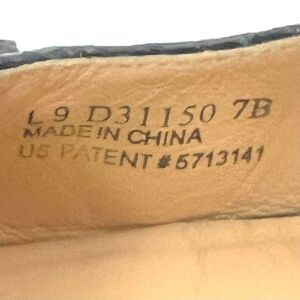 L 9 D31150 7B
MADE IN CHINA
US PATENT # 5713141